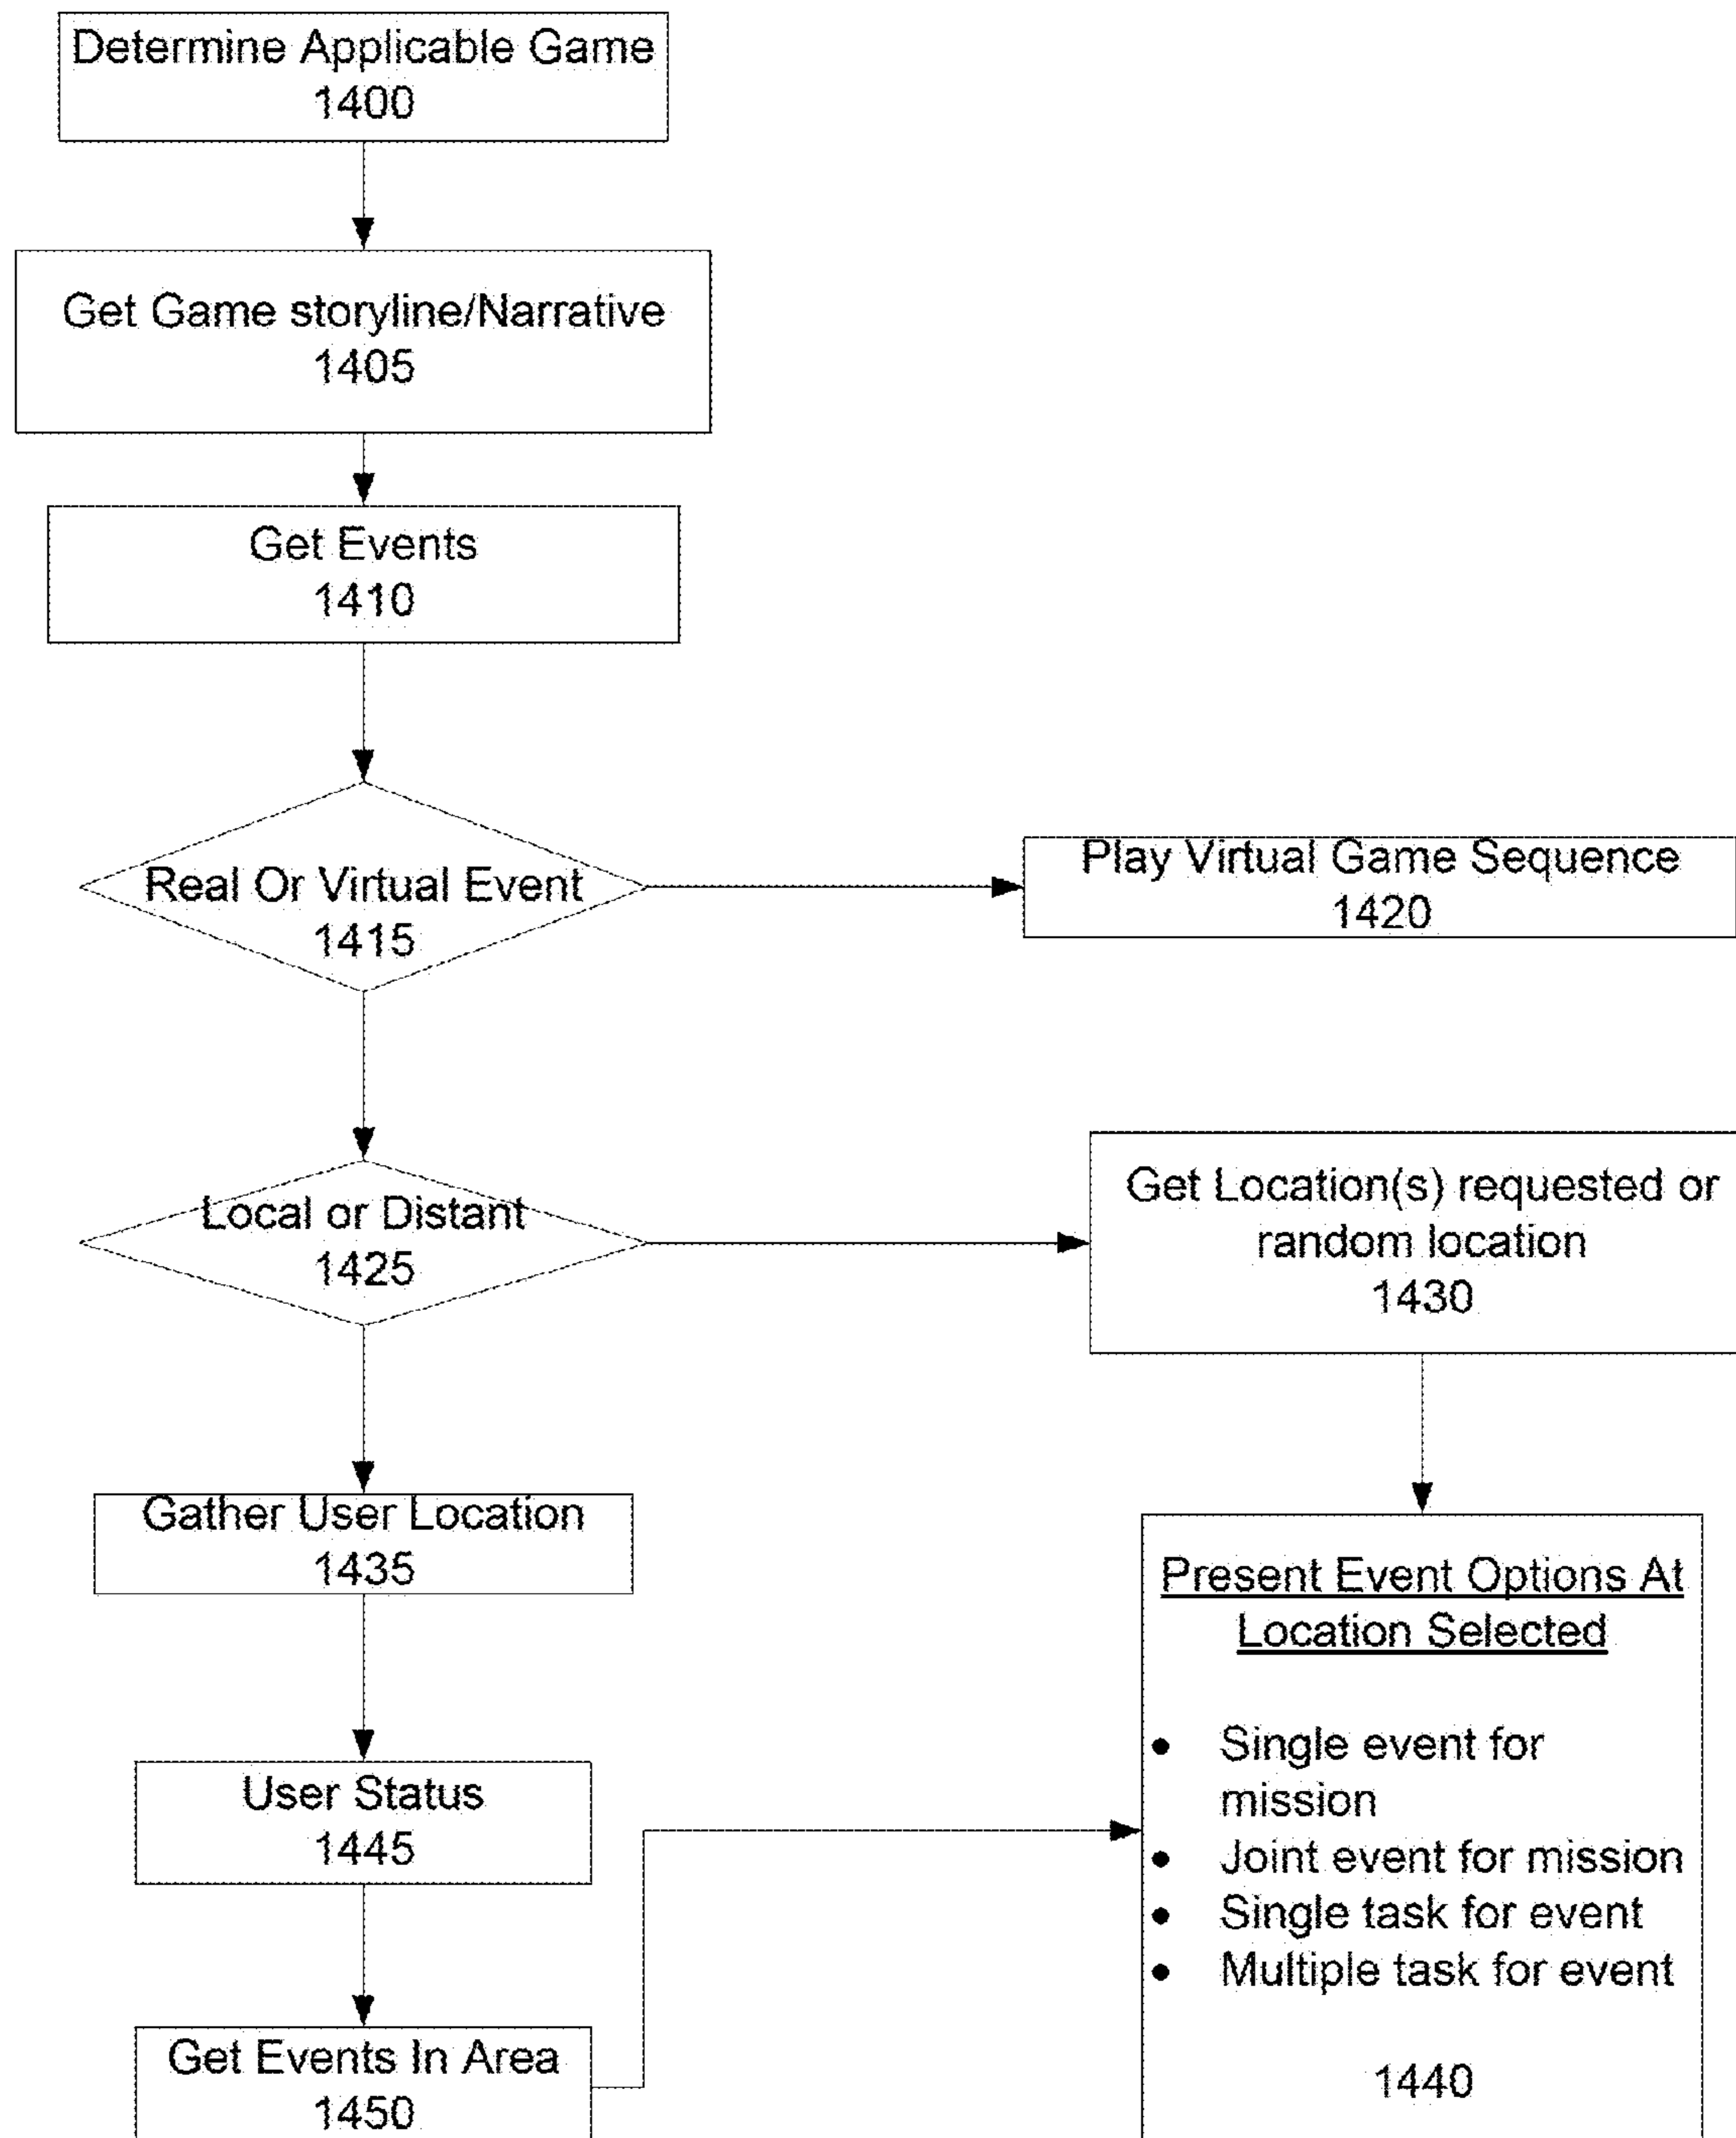 Determine Applicable Game
1400
Get Game storyline/Narrative
1405
Get Events
1410
Real Or Virtual Event
1415
Play Virtual Game Sequence
1420
Local or Distant
1425
Get Location(s) requested or
random location
1430
Gather User Location
1435
User Status
1445
Get Events In Area
1450
Present Event Options At
Location Selected
• Single event for
mission
• Joint event for mission
• Single task for event
• Multiple task for event
1440